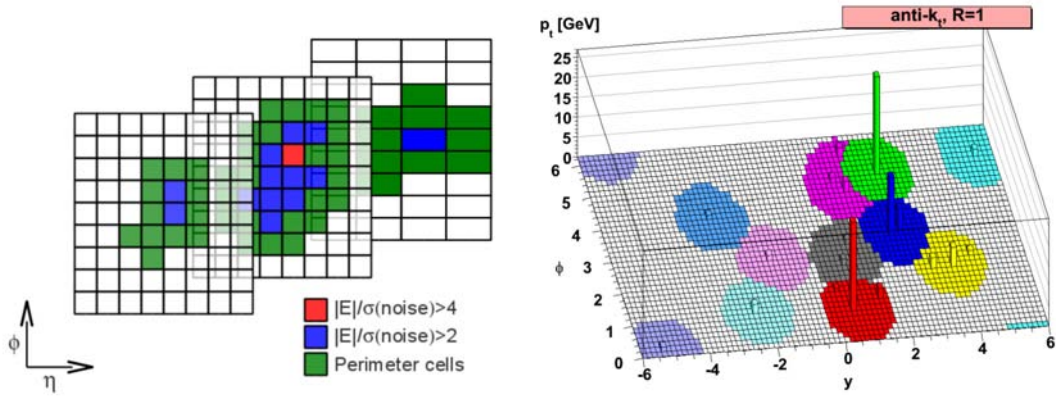 φ
η
|E|/σ(noise)>4
|E|/σ(noise)>2
Perimeter cells
anti-kt, R=1
pt [GeV]
25
20
15
10
5
0
6
5
4
φ
3
2
1
0
-6
-4
-2
0
2
4
6
y